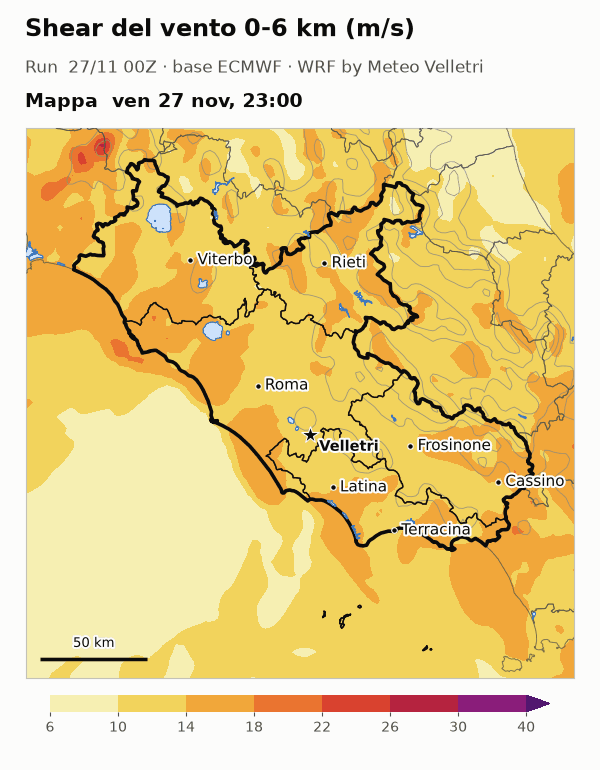 Shear del vento 0-6 km (m/s)
Run  27/11 00Z · base ECMWF · WRF by Meteo Velletri
Mappa  ven 27 nov, 23:00
Viterbo
Rieti
Roma
Velletri
Frosinone
Cassino
Latina
Terracina
50 km
6 10 14 18 22 26 30 40